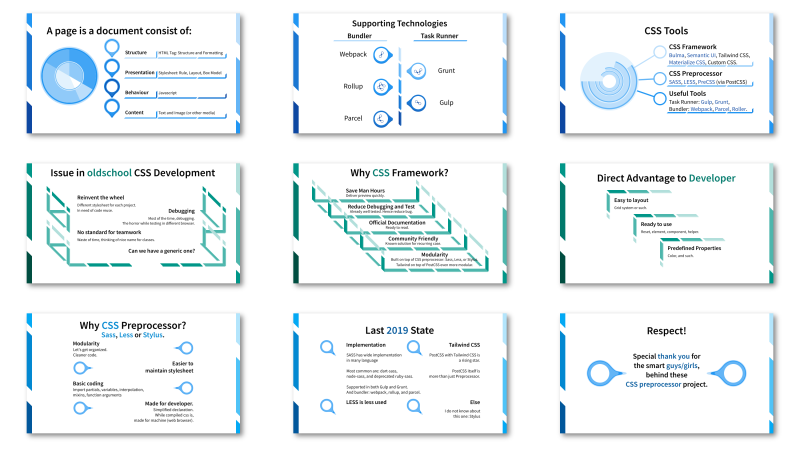 A page is a document consist of:
Structure
HTML Tag: Structure and Formatting
Presentation
Stylesheet: Rule, Layout, Box Model
Behaviour
Javascript
Content
Text and Image (or other media)
Supporting Technologies
Bundler
Task Runner
Webpack
Grunt
Rollup
Gulp
Parcel
CSS Tools
CSS Framework
Bulma, Semantic UI, Tailwind CSS,
Materialize CSS, Custom CSS.
CSS Preprocessor
SASS, LESS, PreCSS (via PostCSS)
Useful Tools
Task Runner: Gulp, Grunt,
Bundler: Webpack, Parcel, Roller.
Issue in oldschool CSS Development
Reinvent the wheel
Different stylesheet for each project
in need of code more.
Debugging
Most of the time, debugging
The horror while testing in different browser.
No standard for teamwork
Waste of time, thinking of nice name for classes.
Can we have a generic one?
Why CSS Framework?
Save Man Hours
Deliver preview quickly.
Reduce Debugging and Test
Already well tested. Hence reduce bug.
Official Documentation
Ready to read.
Community Friendly
Known solution for recurring case.
Modularity
Built on top of CSS preprocessor: Sass, Less, or Stylus
Tailwind on top of PostCSS even more modular.
Direct Advantage to Developer
Easy to layout
Grid system or such.
Ready to use
Reset, element, component, helper.
Predefined Properties
Color, and such.
Why CSS Preprocessor?
Sass, Less or Stylus.
Modularity
Let's get organized.
Cleaner code.
Easier to
maintain stylesheet
Basic coding
Import partials, variables, interpolation,
mixins, function arguments
Made for developer.
Simplified declaration.
While compiled css is,
made for machine (web browser).
Last 2019 State
Implementation
SASS has wide implementation
in many language
Most common are: dark sass,
node-sass, and deprecated ruby-sass.
Supported in both Gulp and Grunt.
And bundler: webpack, rollup, and parcel.
LESS is less used
Tailwind CSS
PostCSS with Tailwind CSS is
a rising star.
PostCSS itself is
more than just Preprocessor.
Else
I do not know about
this one: Stylus
Respect!
Special thank you for
the smart guys/girls,
behind these
CSS preprocessor project.